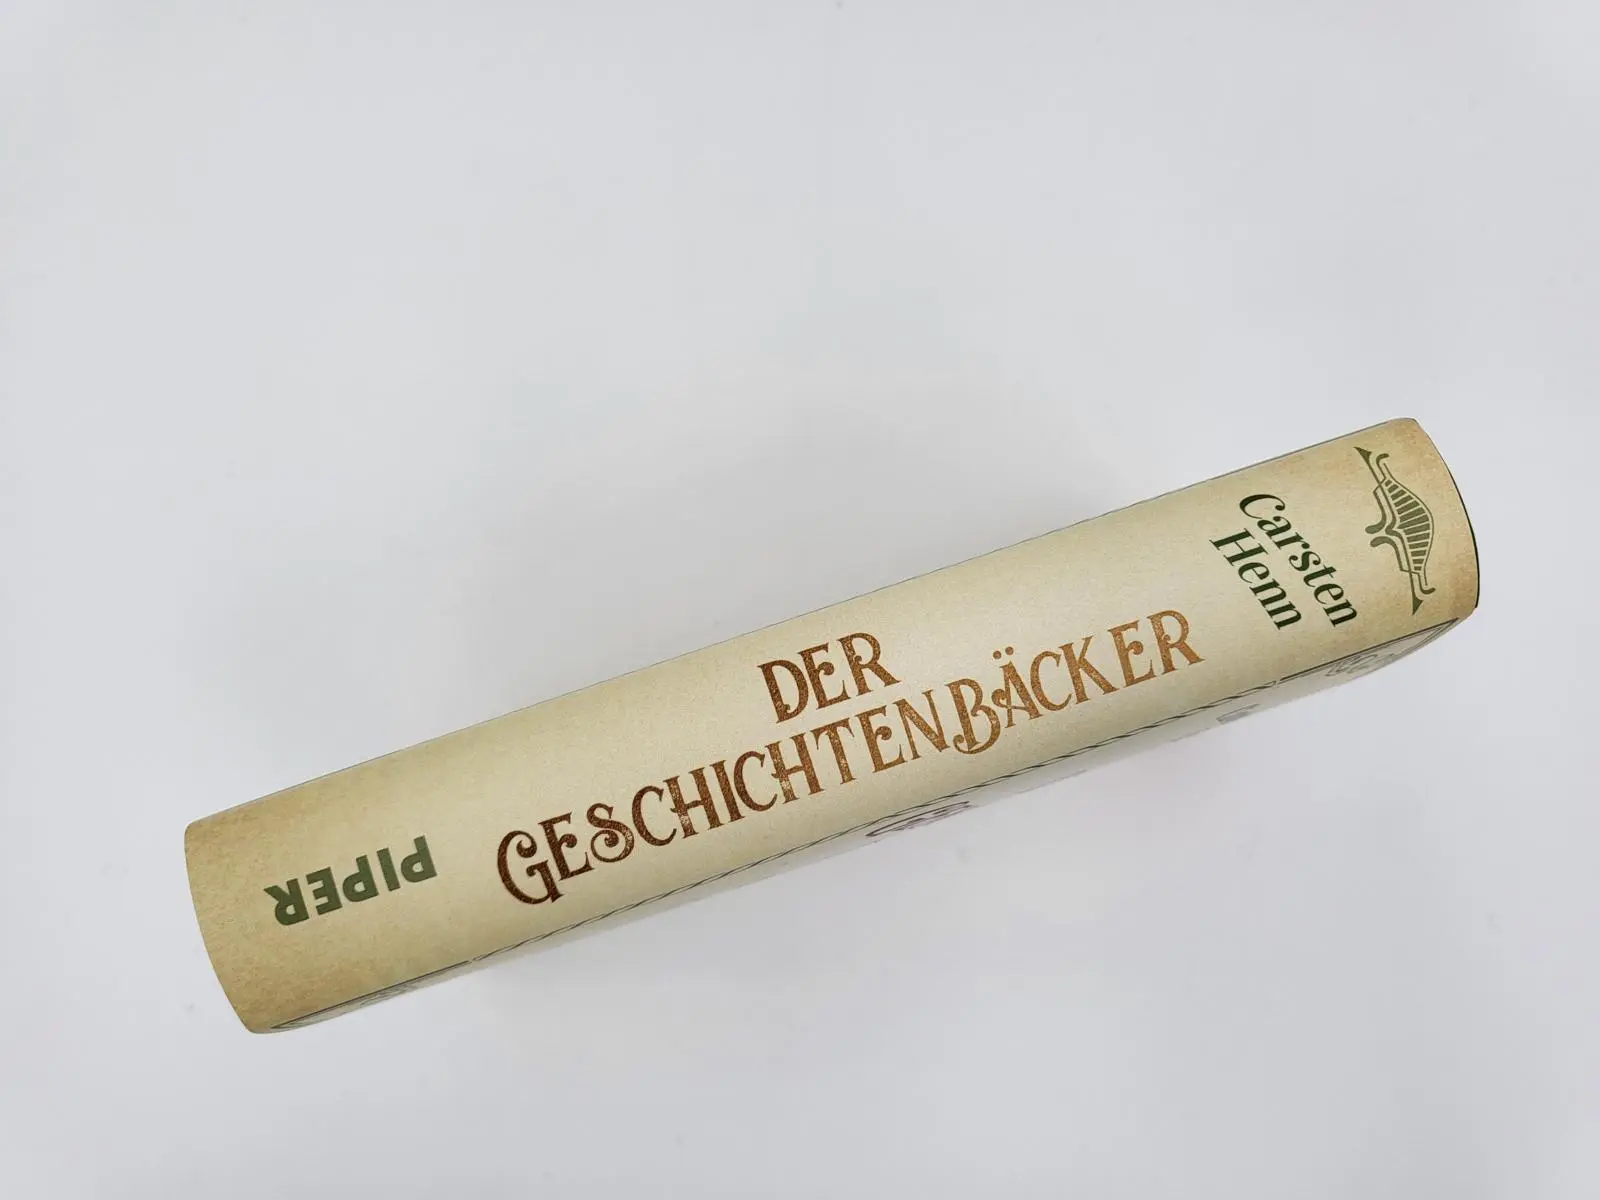 Carsten
Henn
DER
GESCHICHTENBÄCKER
PIPER